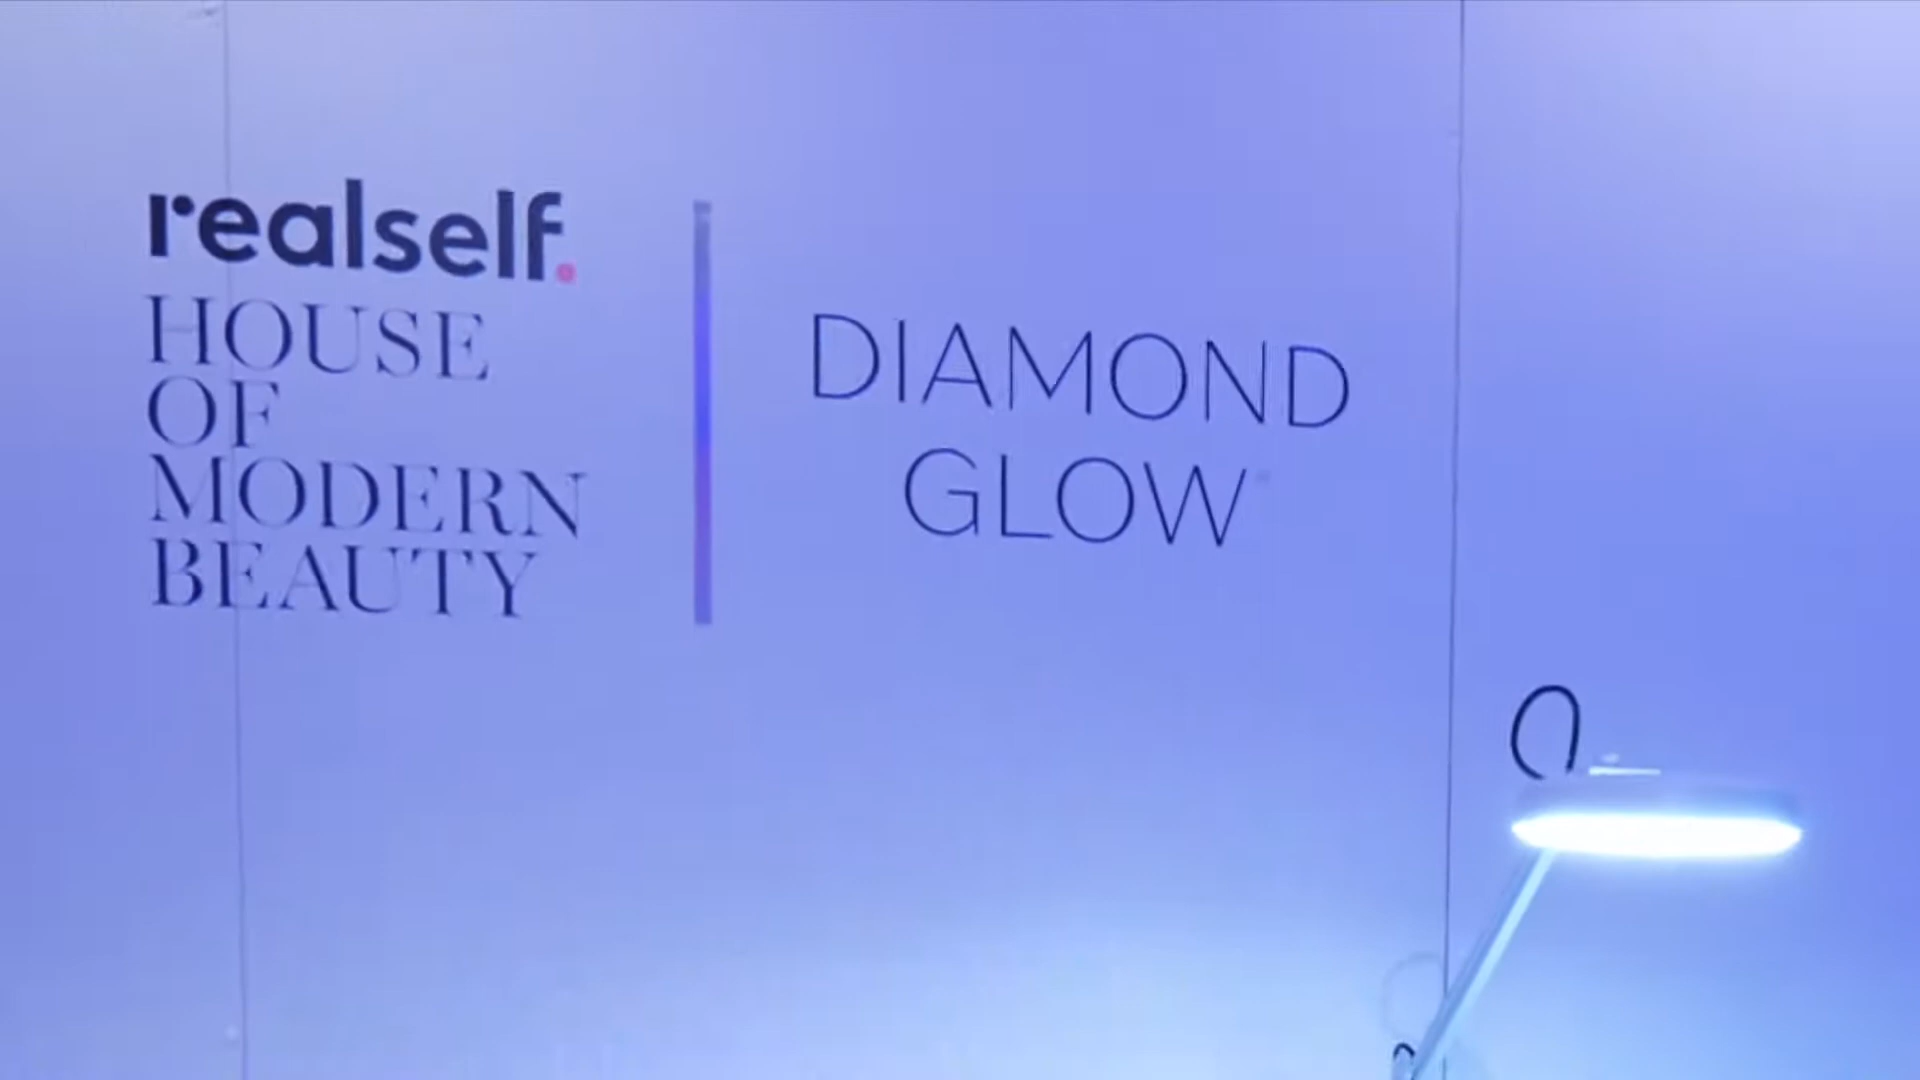 realself.
HOUSE
OF
MODERN
BEAUTY
DIAMOND
GLOW